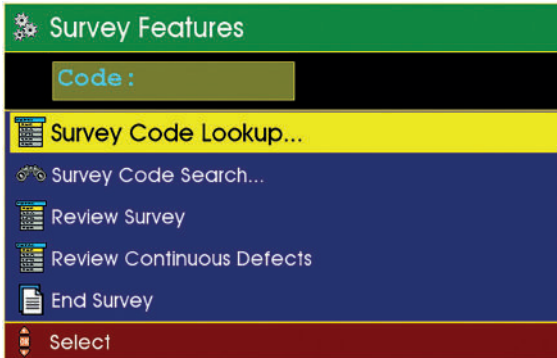 Survey Features
Code:
Survey Code Lookup...
Survey Code Search...
Review Survey
Review Continuous Defects
End Survey
Select